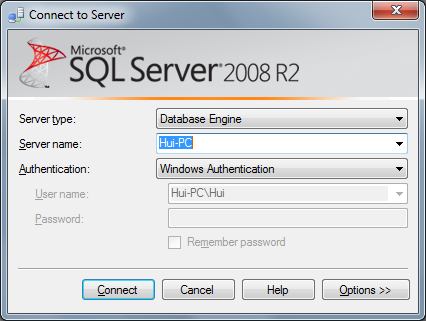 Connect to Server
Microsoft®
SQL Server® 2008 R2
Server type: Database Engine
Server name: Hui-PC
Authentication: Windows Authentication
User name: Hui-PC\Hui
Password:
Remember password
Connect Cancel Help Options >>